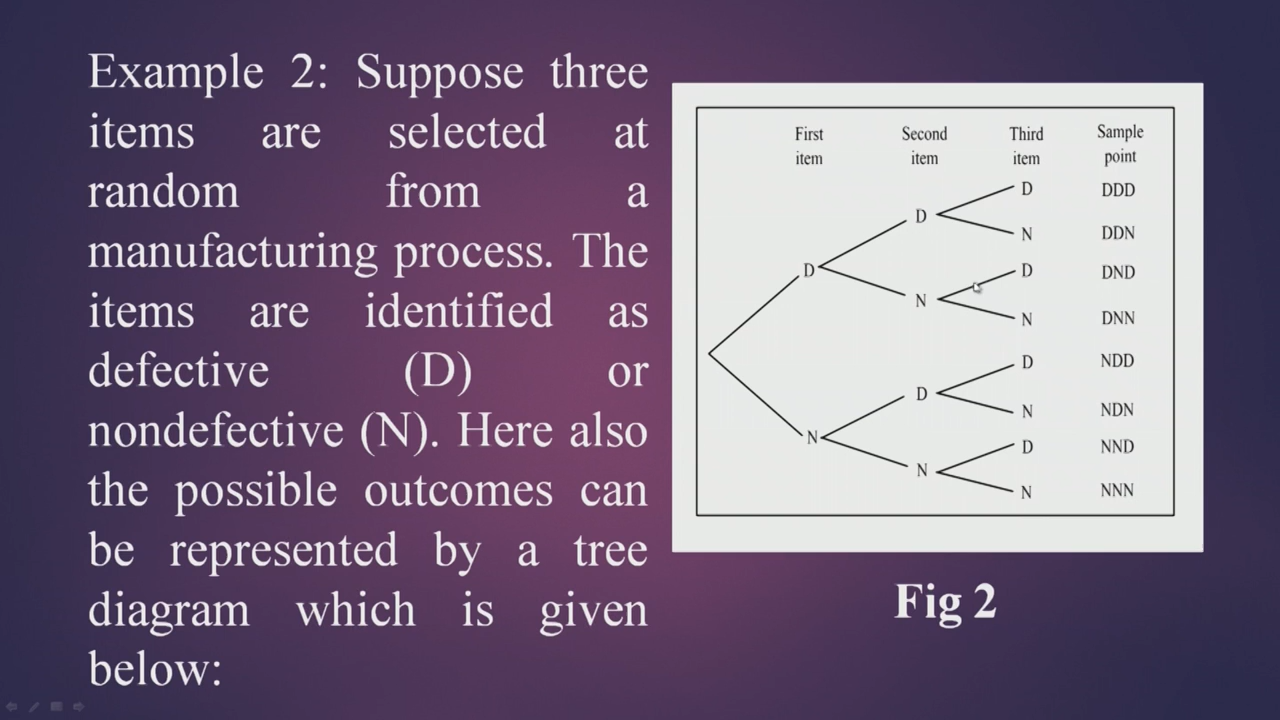 Example 2: Suppose three
items are selected at
random from a
manufacturing process. The
items are identified as
defective (D) or
nondefective (N). Here also
the possible outcomes can
be represented by a tree
diagram which is given
below:
First item
Second item
Third item
Sample point
D DDD
D
N DDN
D
D DND
N
N DNN
D NDD
D
N NDN
N
D NND
N
N NNN
Fig 2